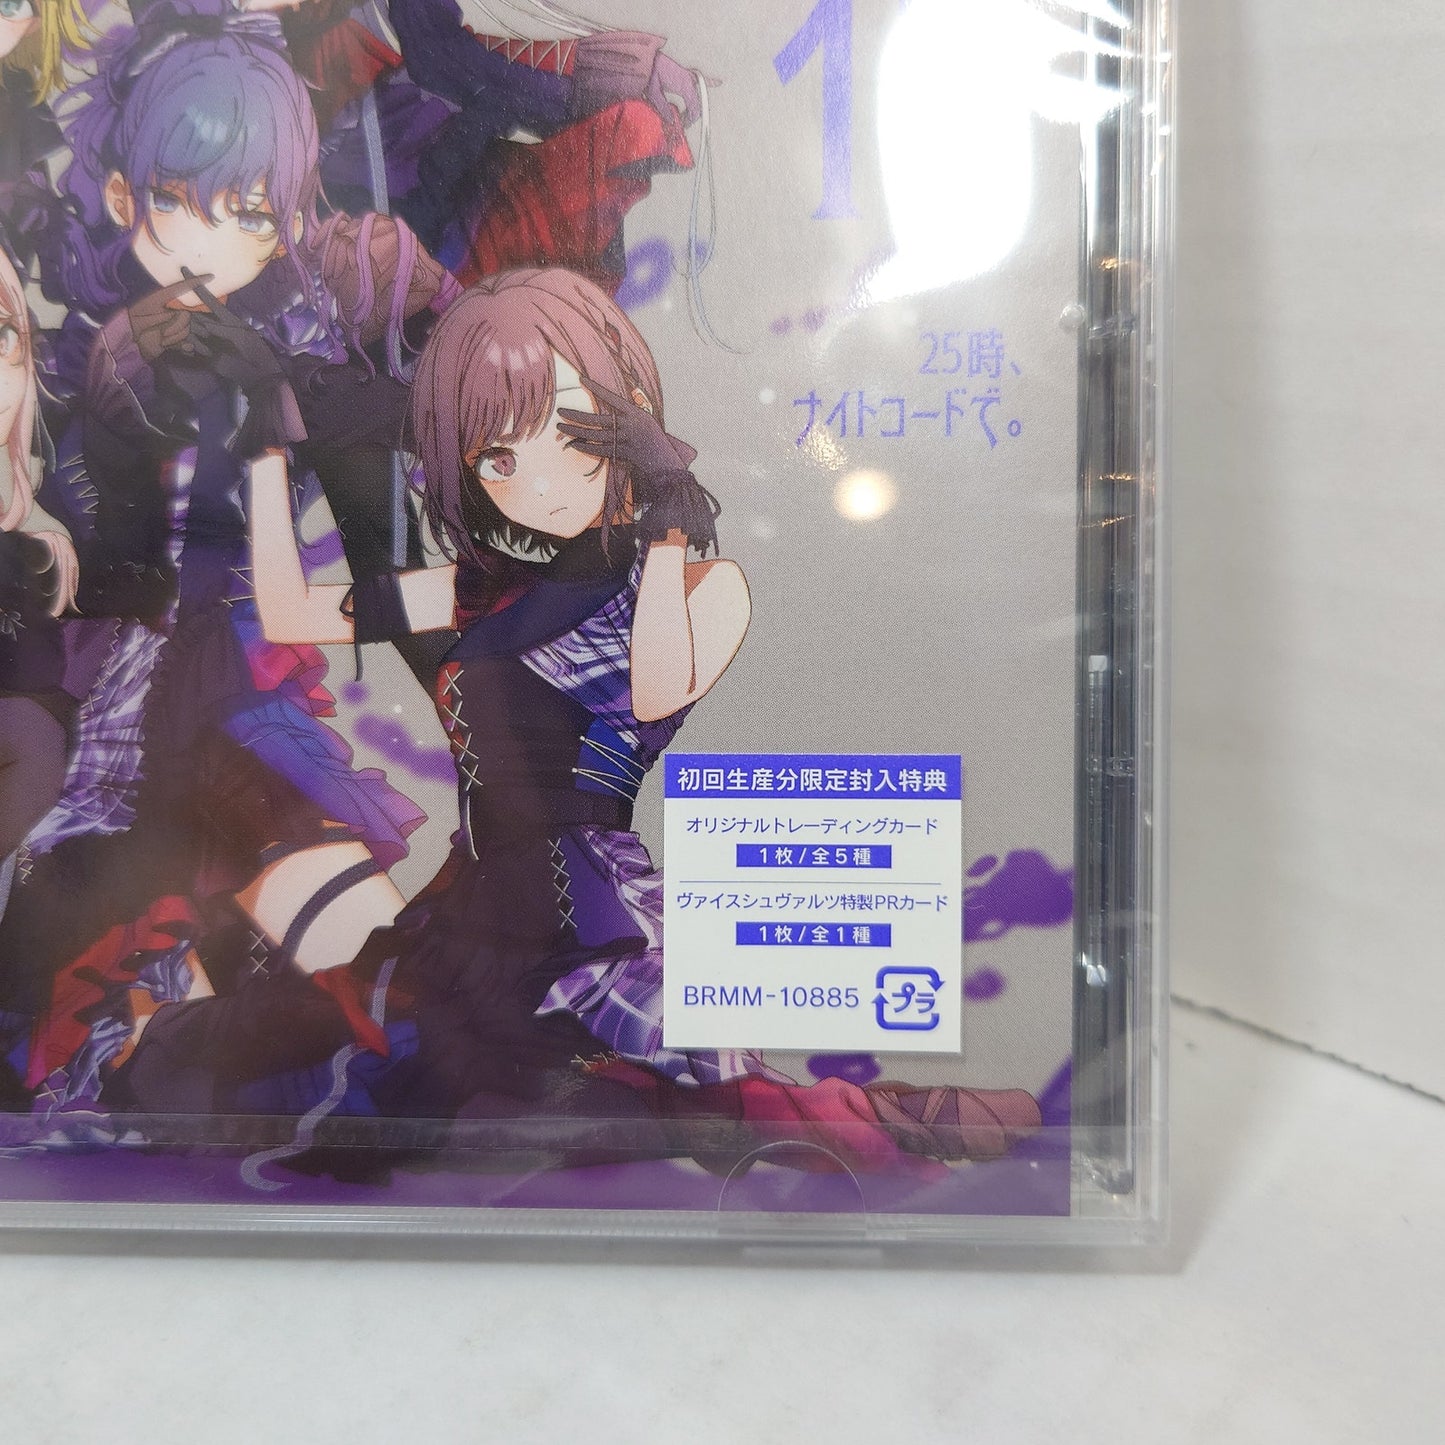 1
25時、
ナイトコードで。
初回生産分限定封入特典
オリジナルトレーディングカード
1枚/全5種
ヴァイスシュヴァルツ特製PRカード
1枚/全1種
BRMM-10885
プラ